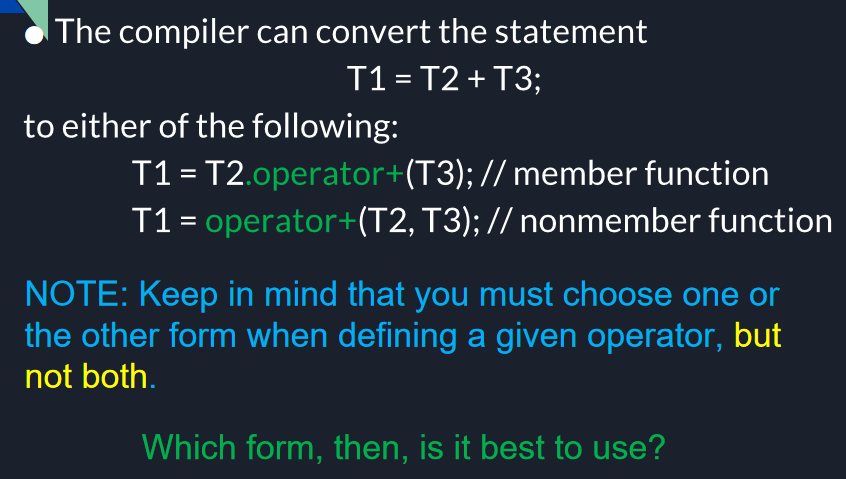 The compiler can convert the statement
T1 = T2 + T3;
to either of the following:
T1 = T2.operator+(T3); // member function
T1 = operator+(T2, T3); // nonmember function
NOTE: Keep in mind that you must choose one or
the other form when defining a given operator, but
not both.
Which form, then, is it best to use?